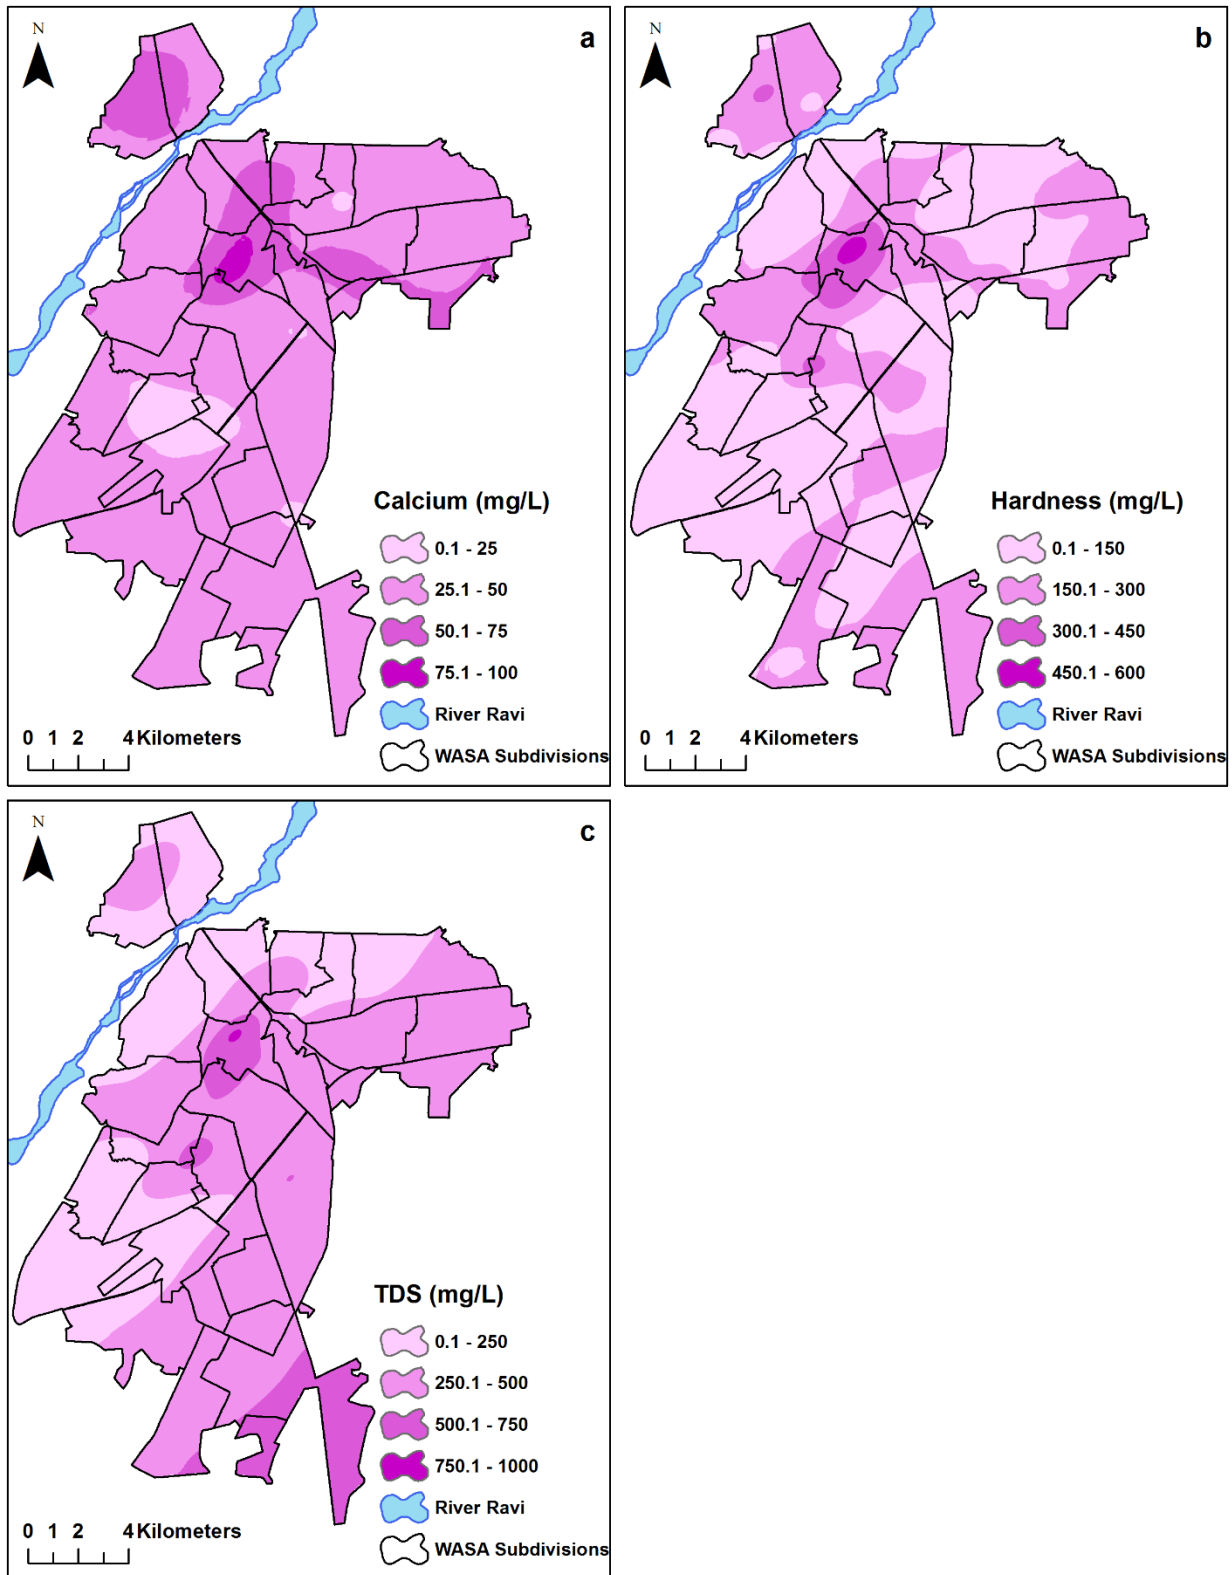 N
a
Calcium (mg/L)
0.1 - 25
25.1 - 50
50.1 - 75
75.1 - 100
River Ravi
WASA Subdivisions
0 1 2 4 Kilometers
N
b
Hardness (mg/L)
0.1 - 150
150.1 - 300
300.1 - 450
450.1 - 600
River Ravi
WASA Subdivisions
0 1 2 4 Kilometers
N
c
TDS (mg/L)
0.1 - 250
250.1 - 500
500.1 - 750
750.1 - 1000
River Ravi
WASA Subdivisions
0 1 2 4 Kilometers